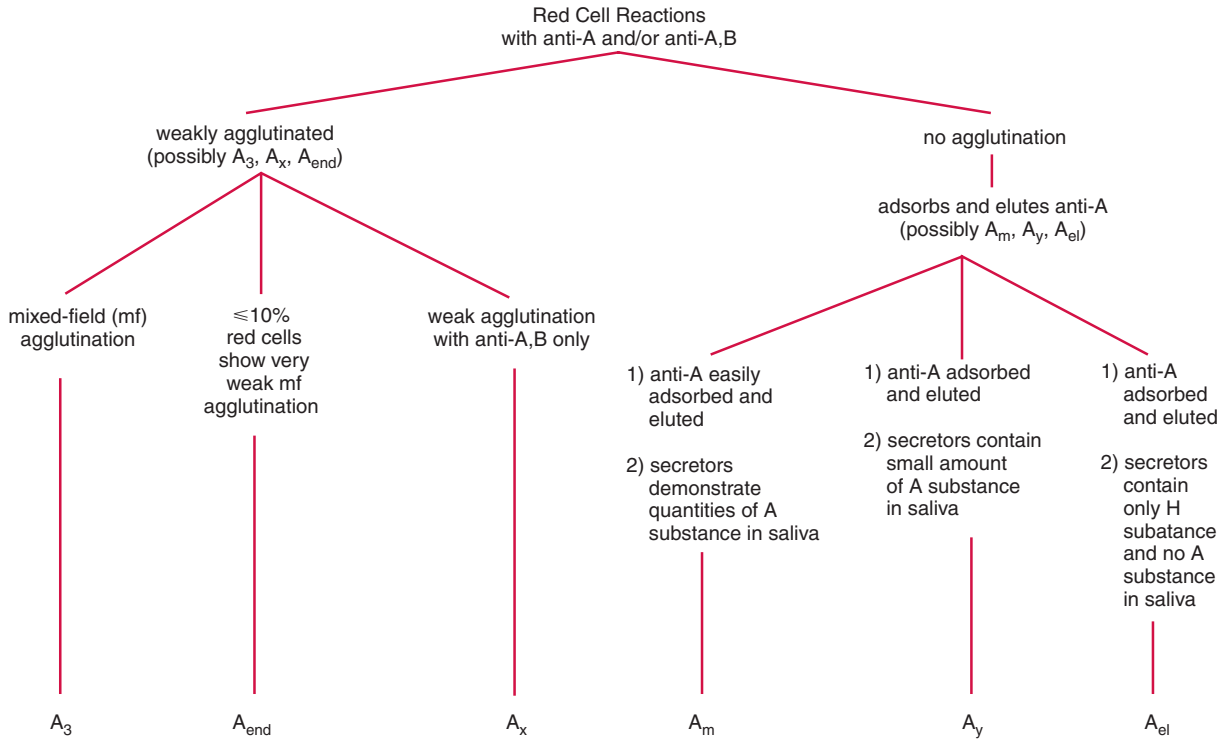 Red Cell Reactions
with anti-A and/or anti-A,B
weakly agglutinated
(possibly A3, Ax, Aend)
no agglutination
adsorbs and elutes anti-A
(possibly Am, Ay, Ael)
mixed-field (mf)
agglutination
≤10%
red cells
show very
weak mf
agglutination
weak agglutination
with anti-A,B only
1) anti-A easily
adsorbed and
eluted
2) secretors
demonstrate
quantities of A
substance in saliva
1) anti-A adsorbed
and eluted
2) secretors contain
small amount
of A substance
in saliva
1) anti-A
adsorbed
and eluted
2) secretors
contain
only H
subatance
and no A
substance
in saliva
A3
Aend
Ax
Am
Ay
Ael